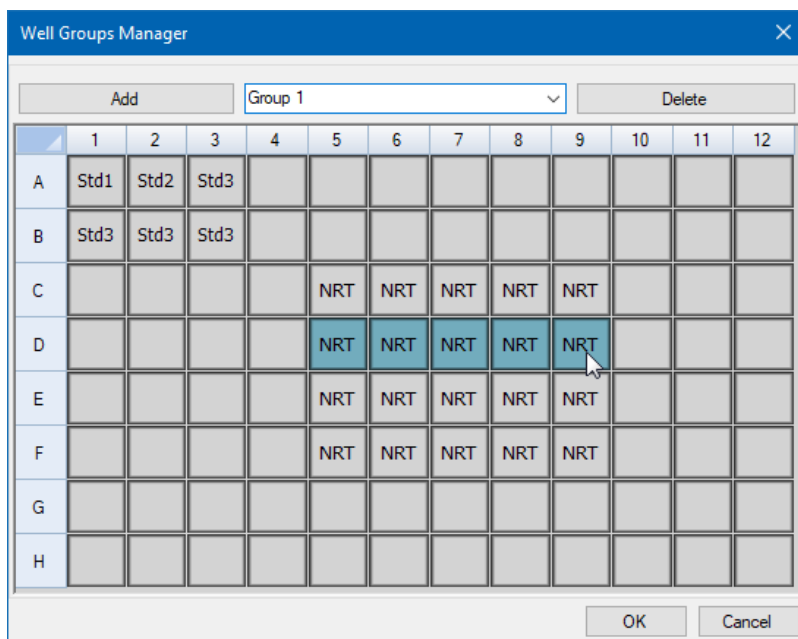 Well Groups Manager
Add Group 1 Delete
1 2 3 4 5 6 7 8 9 10 11 12
A Std1 Std2 Std3
B Std3 Std3 Std3
C NRT NRT NRT NRT NRT
D NRT NRT NRT NRT NRT
E NRT NRT NRT NRT NRT
F NRT NRT NRT NRT NRT
G
H
OK Cancel